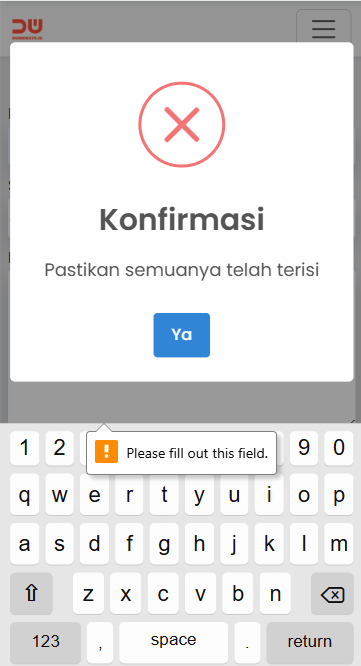 Konfirmasi
Pastikan semuanya telah terisi
Ya
1 2 9 0
Please fill out this field.
q w e r t y u i o p
a s d f g h j k l m
z x c v b n
123 , space . return